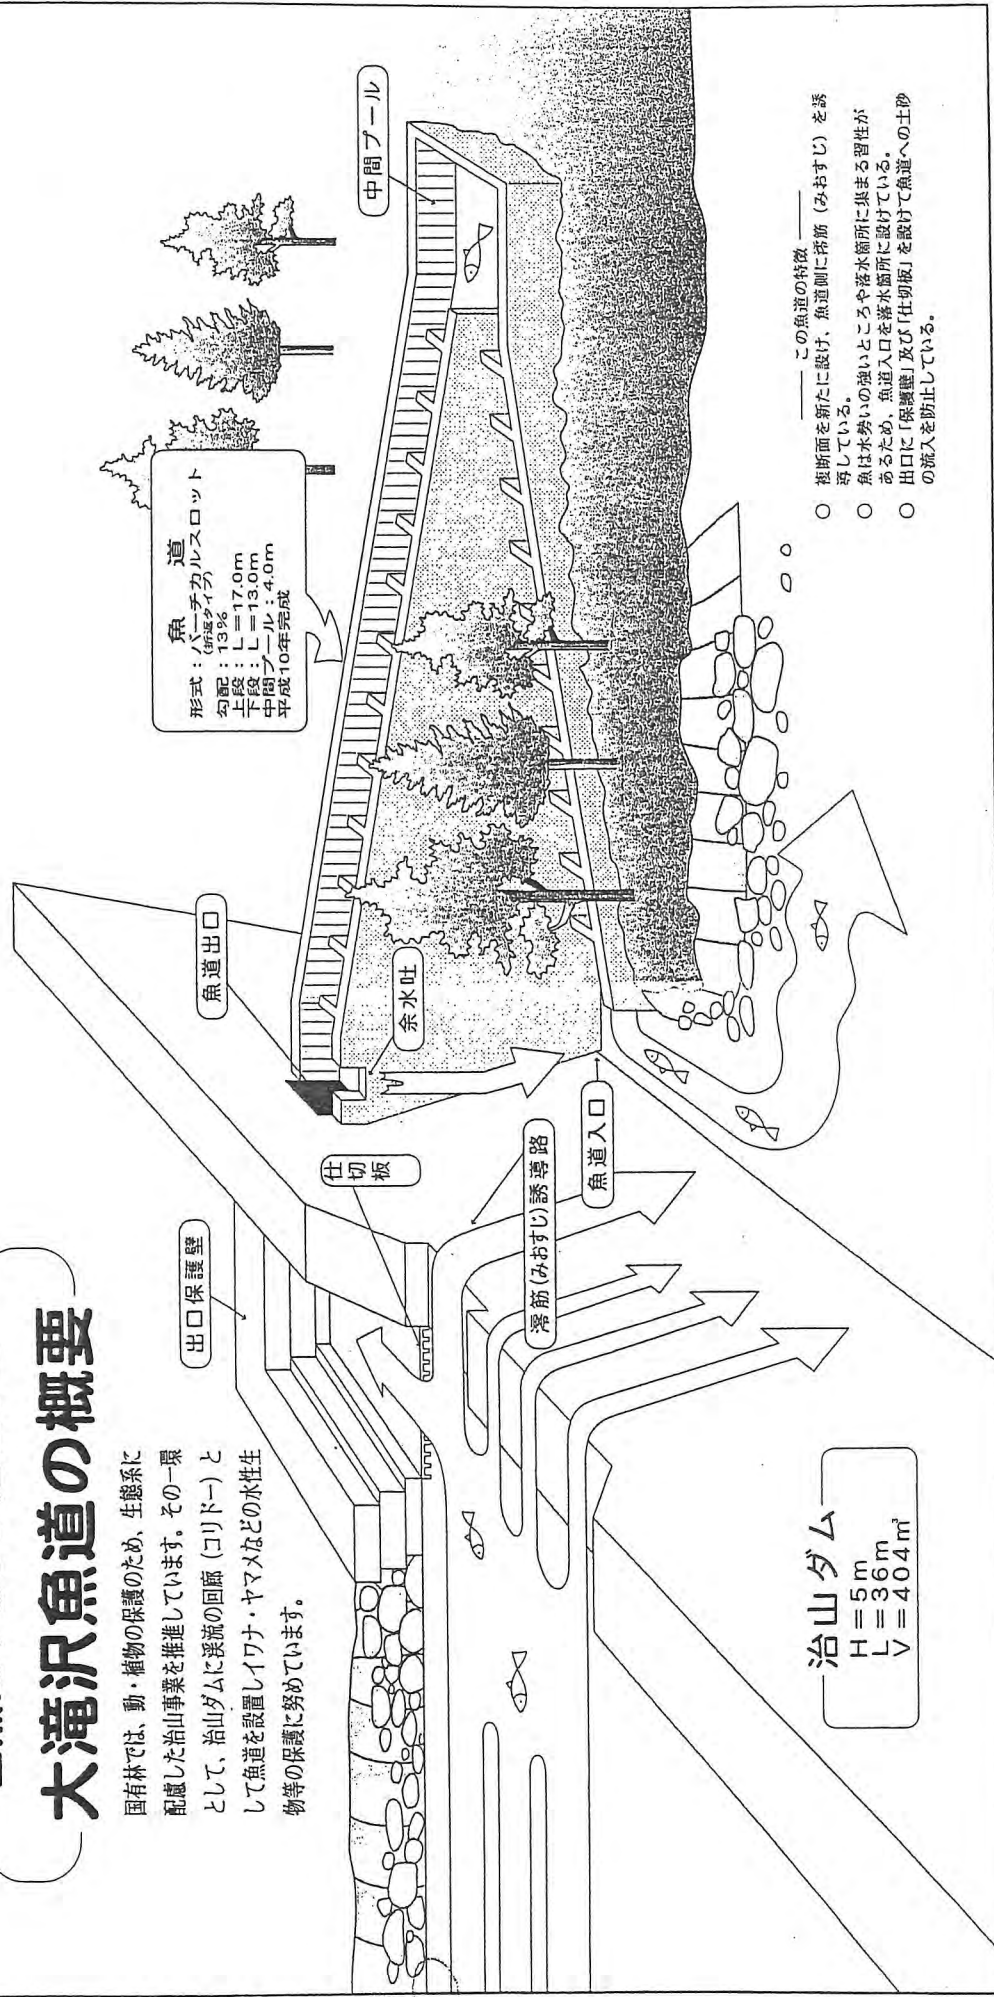 大滝沢魚道の概要
国有林では、動・植物の保護のため、生態系に
配慮した治山事業を推進しています。その一環
として、治山ダムに渓流の回廊（コリドー）と
して魚道を設置しイワナ・ヤマメなどの水性生
物等の保護に努めています。
出口保護壁
仕切板
魚道出口
余水吐
澪筋(みおすじ)誘導路
魚道入口
魚道
形式：バーチカルスロット
(折返タイプ)
勾配：13%
上段：L=17.0m
下段：L=13.0m
中間プール：4.0m
平成10年完成
中間プール
治山ダム
H=5m
L=36m
V=404㎥
この魚道の特徴
○ 複断面を新たに設け、魚道側に澪筋（みおすじ）を誘
導している。
○ 魚は水勢いの強いところや落水箇所に集まる習性が
あるため、魚道入口を落水箇所に設けている。
○ 出口に「保護壁」及び「仕切板」を設けて魚道への土砂
の流入を防止している。